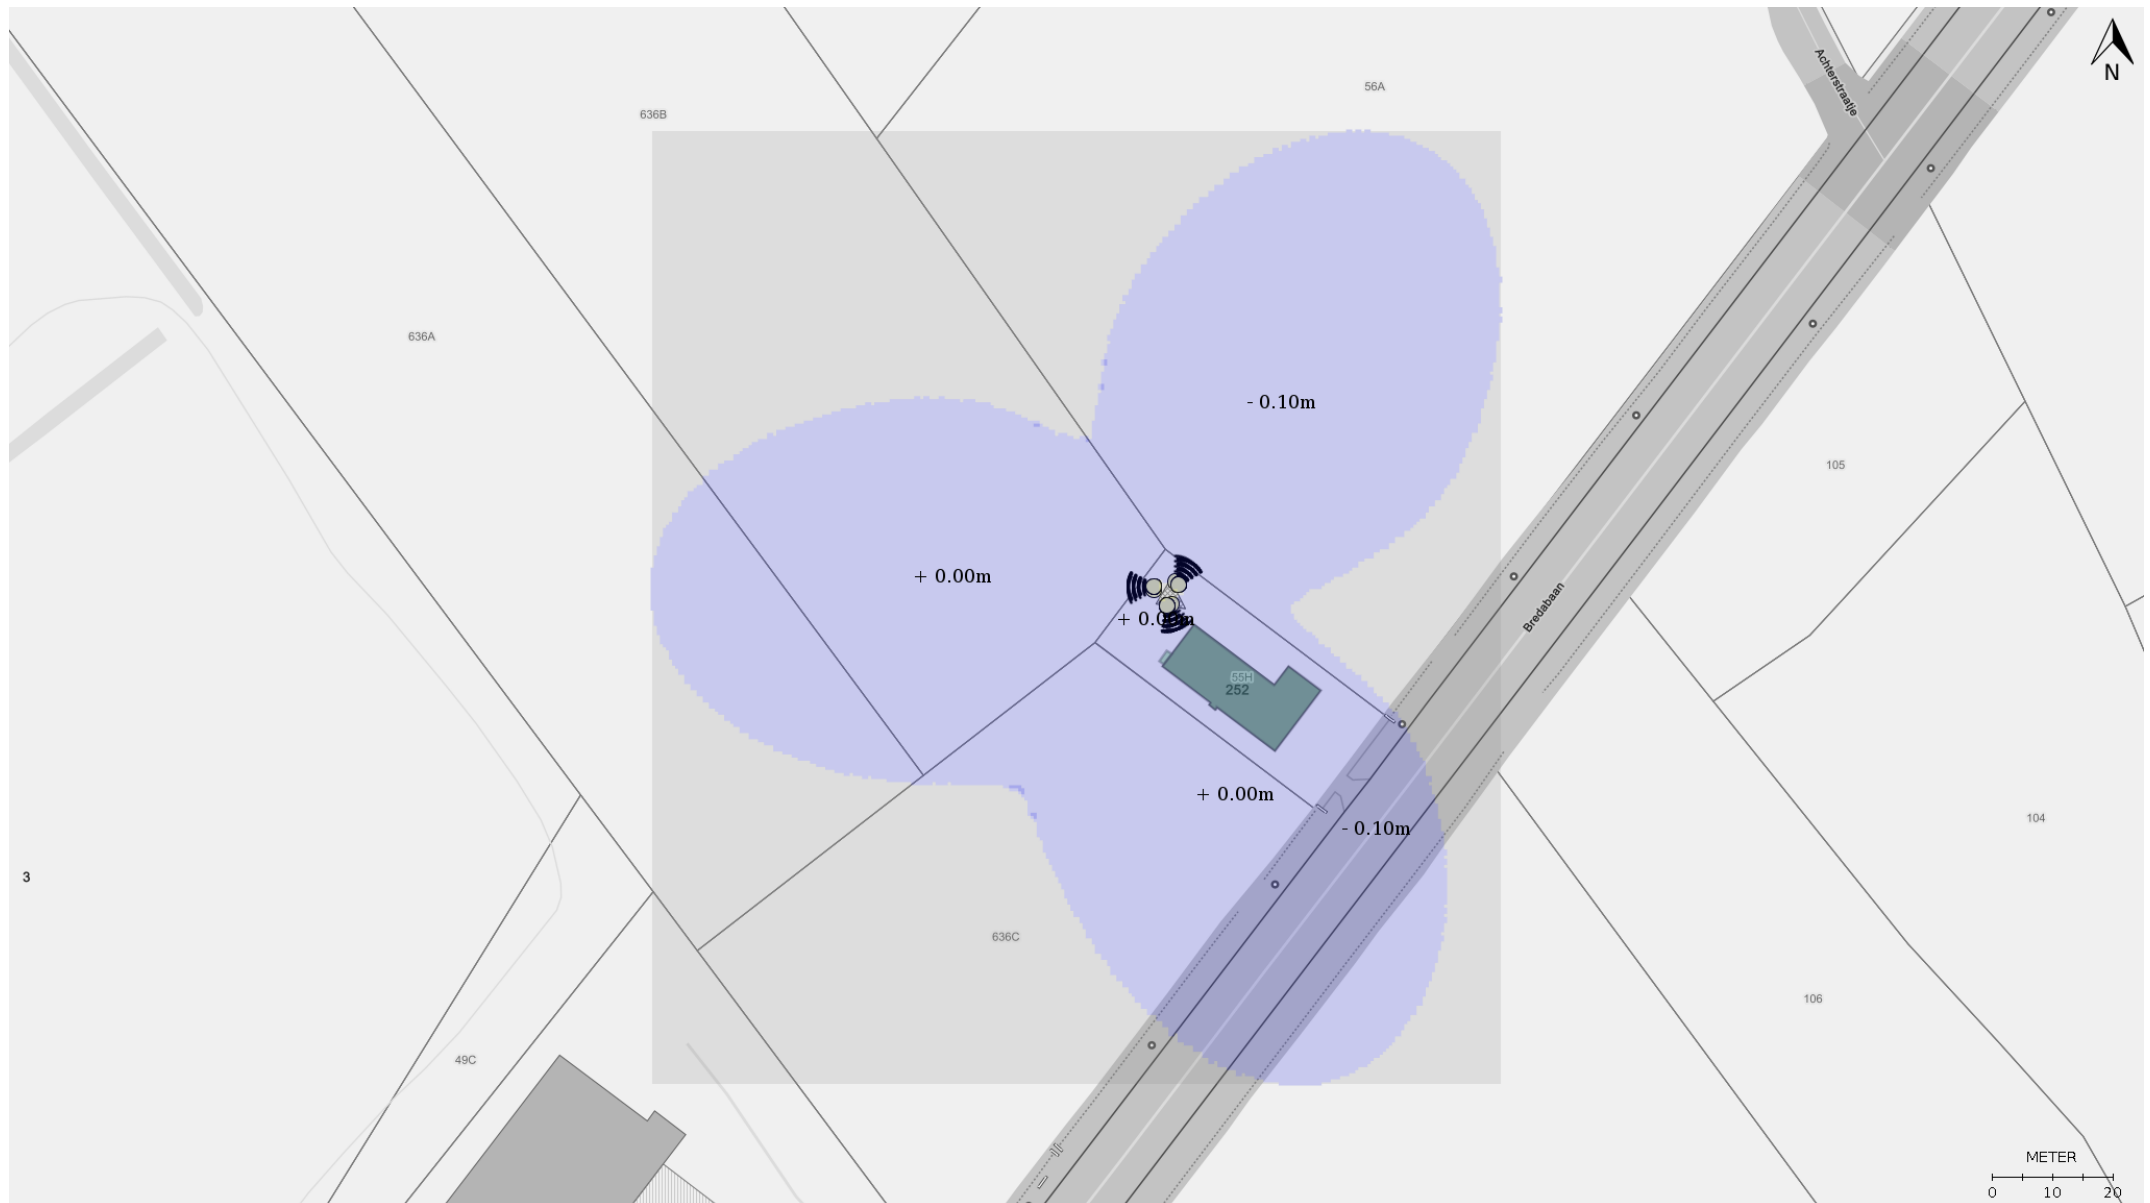 56A
636B
Achterstraatje
N
636A
- 0.10m
105
+ 0.00m
Bredabaan
55H
252
+ 0.00m
- 0.10m
104
3
636C
106
49C
METER
0 10 20